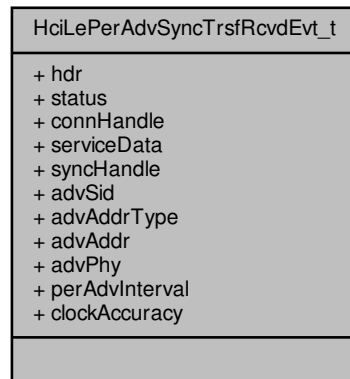 HciLePerAdvSyncTrsfRcvdEvt_t
+ hdr
+ status
+ connHandle
+ serviceData
+ syncHandle
+ advSid
+ advAddrType
+ advAddr
+ advPhy
+ perAdvInterval
+ clockAccuracy